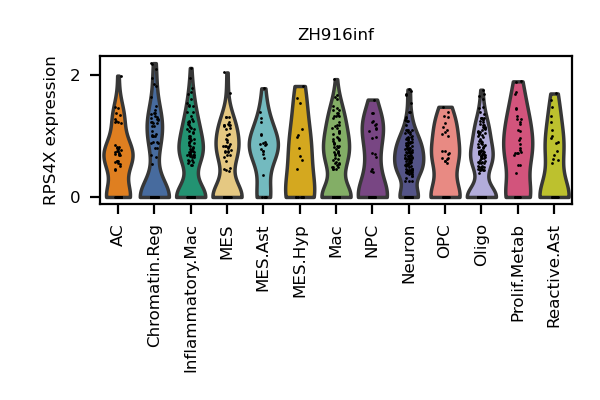 ZH916inf
RPS4X expression
2
0
AC
Chromatin.Reg
Inflammatory.Mac
MES
MES.Ast
MES.Hyp
Mac
NPC
Neuron
OPC
Oligo
Prolif.Metab
Reactive.Ast